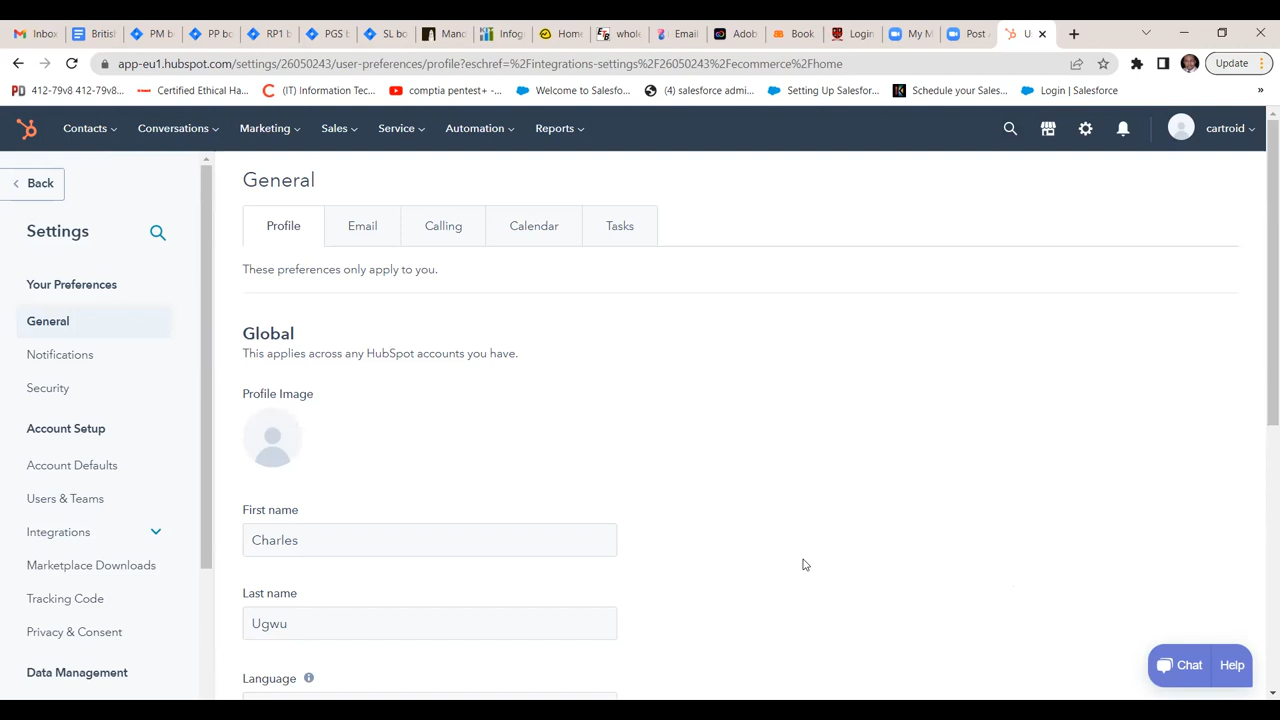 Inbox
British
PM b
PP bo
RP1 b
PGS b
SL bo
Mano
Infog
Home
whole
Email
Adob
Book
Login
My M
Post A
U
app-eu1.hubspot.com/settings/26050243/user-preferences/profile?eschref=%2Fintegrations-settings%2F26050243%2Fecommerce%2Fhome
Update
412-79v8 412-79v8...
Certified Ethical Ha...
(IT) Information Tec...
comptia pentest+ -...
Welcome to Salesfo...
(4) salesforce admi...
Setting Up Salesfor...
Schedule your Sales...
Login | Salesforce
»
Contacts
Conversations
Marketing
Sales
Service
Automation
Reports
cartroid
Back
Settings
Your Preferences
General
Notifications
Security
Account Setup
Account Defaults
Users & Teams
Integrations
Marketplace Downloads
Tracking Code
Privacy & Consent
Data Management
General
Profile
Email
Calling
Calendar
Tasks
These preferences only apply to you.
Global
This applies across any HubSpot accounts you have.
Profile Image
First name
Charles
Last name
Ugwu
Language
Chat
Help